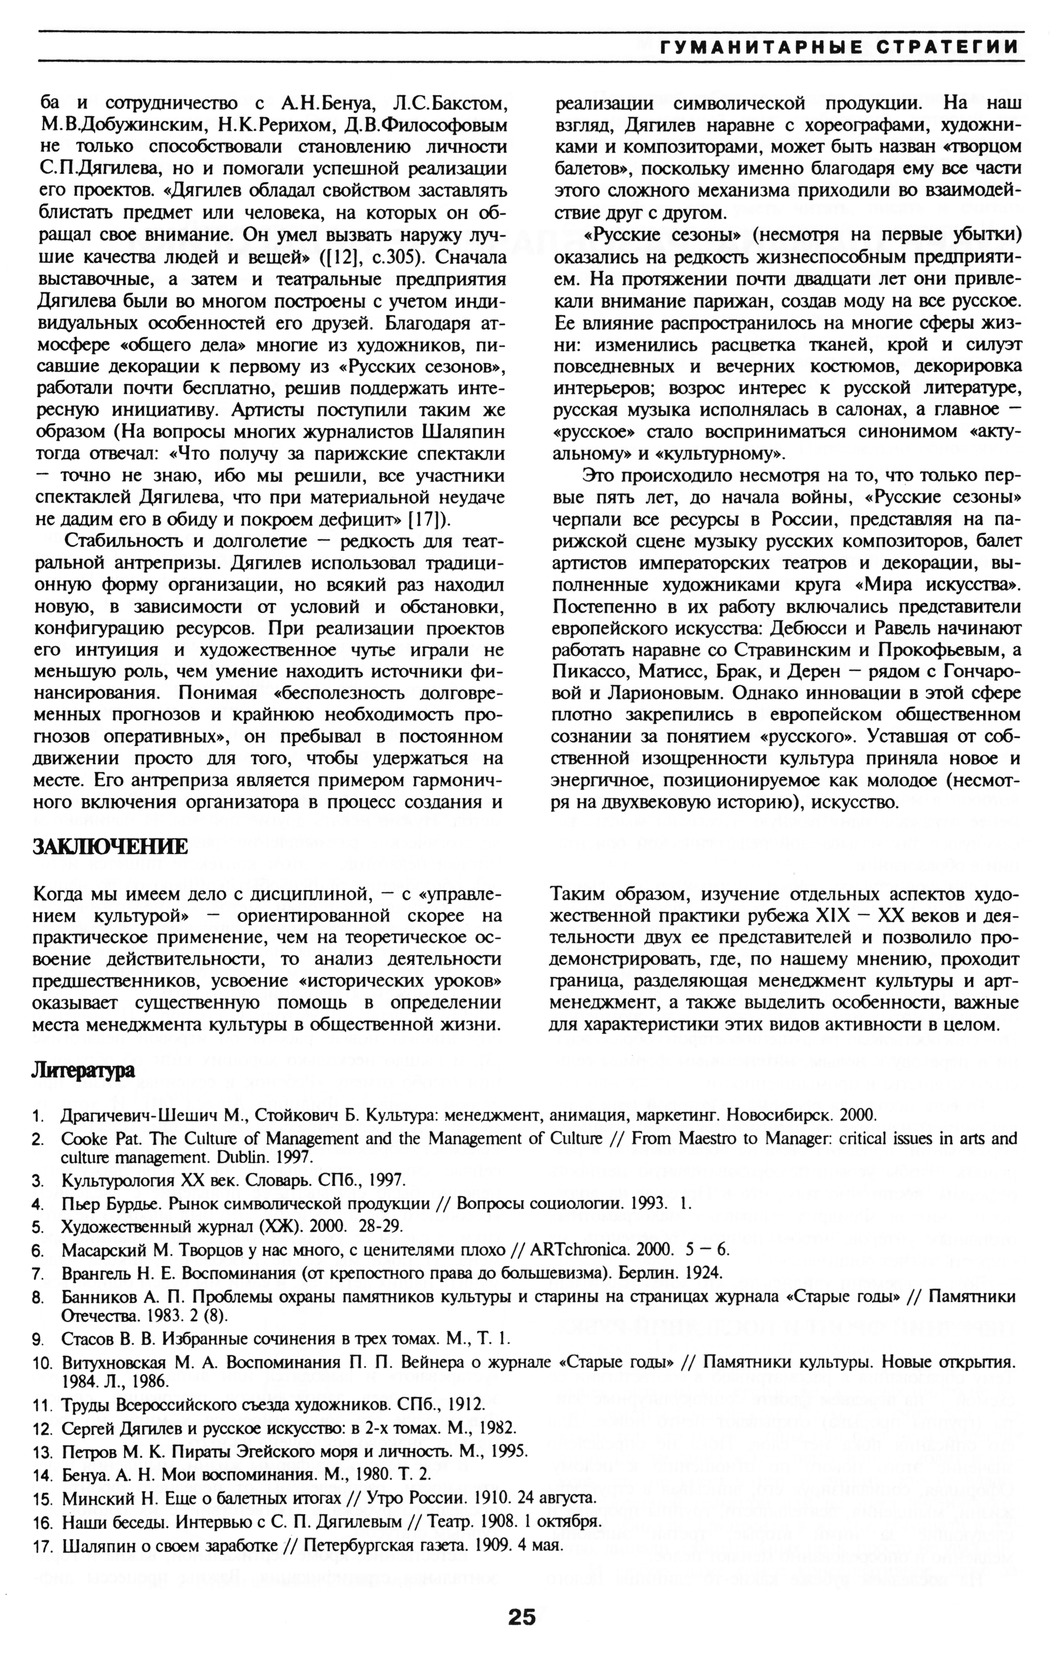 ГУМАНИТАРНЫЕ СТРАТЕГИИ
ба и сотрудничество с А.Н.Бенуа, Л.С.Бакстом,
М.В.Добужинским, Н.К.Рерихом, Д.В.Философовым
не только способствовали становлению личности
С.П.Дягилева, но и помогали успешной реализации
его проектов. «Дягилев обладал свойством заставлять
блистать предмет или человека, на которых он об-
ращал свое внимание. Он умел вызвать наружу луч-
шие качества людей и вещей» ([12], с.305). Сначала
выставочные, а затем и театральные предприятия
Дягилева были во многом построены с учетом инди-
видуальных особенностей его друзей. Благодаря ат-
мосфере «общего дела» многие из художников, пи-
савшие декорации к первому из «Русских сезонов»,
работали почти бесплатно, решив поддержать инте-
ресную инициативу. Артисты поступили таким же
образом (На вопросы многих журналистов Шаляпин
тогда отвечал: «Что получу за парижские спектакли
— точно не знаю, ибо мы решили, все участники
спектаклей Дягилева, что при материальной неудаче
не дадим его в обиду и покроем дефицит» [17]).
Стабильность и долголетие — редкость для теат-
ральной антрепризы. Дягилев использовал традици-
онную форму организации, но всякий раз находил
новую, в зависимости от условий и обстановки,
конфигурацию ресурсов. При реализации проектов
его интуиция и художественное чутье играли не
меньшую роль, чем умение находить источники фи-
нансирования. Понимая «бесполезность долговре-
менных прогнозов и крайнюю необходимость про-
гнозов оперативных», он пребывал в постоянном
движении просто для того, чтобы удержаться на
месте. Его антреприза является примером гармонич-
ного включения организатора в процесс создания и
реализации символической продукции. На наш
взгляд, Дягилев наравне с хореографами, художни-
ками и композиторами, может быть назван «творцом
балетов», поскольку именно благодаря ему все части
этого сложного механизма приходили во взаимодей-
ствие друг с другом.
«Русские сезоны» (несмотря на первые убытки)
оказались на редкость жизнеспособным предприяти-
ем. На протяжении почти двадцати лет они привле-
кали внимание парижан, создав моду на все русское.
Ее влияние распространилось на многие сферы жиз-
ни: изменились расцветка тканей, крой и силуэт
повседневных и вечерних костюмов, декорировка
интерьеров; возрос интерес к русской литературе,
русская музыка исполнялась в салонах, а главное —
«русское» стало восприниматься синонимом «акту-
альному» и «культурному».
Это происходило несмотря на то, что только пер-
вые пять лет, до начала войны, «Русские сезоны»
черпали все ресурсы в России, представляя на па-
рижской сцене музыку русских композиторов, балет
артистов императорских театров и декорации, вы-
полненные художниками круга «Мира искусства».
Постепенно в их работу включались представители
европейского искусства: Дебюсси и Равель начинают
работать наравне со Стравинским и Прокофьевым, а
Пикассо, Матисс, Брак, и Дерен — рядом с Гончаро-
вой и Ларионовым. Однако инновации в этой сфере
плотно закрепились в европейском общественном
сознании за понятием «русского». Уставшая от соб-
ственной изощренности культура приняла новое и
энергичное, позиционируемое как молодое (несмот-
ря на двухвековую историю), искусство.
ЗАКЛЮЧЕНИЕ
Когда мы имеем дело с дисциплиной, — с «управле-
нием культурой» — ориентированной скорее на
практическое применение, чем на теоретическое ос-
воение действительности, то анализ деятельности
предшественников, усвоение «исторических уроков»
оказывает существенную помощь в определении
места менеджмента культуры в общественной жизни.
Таким образом, изучение отдельных аспектов худо-
жественной практики рубежа XIX — XX веков и дея-
тельности двух ее представителей и позволило про-
демонстрировать, где, по нашему мнению, проходит
граница, разделяющая менеджмент культуры и арт-
менеджмент, а также выделить особенности, важные
для характеристики этих видов активности в целом.
Литература
1. Драгичевич-Шешич М., Стойкович Б. Культура: менеджмент, анимация, маркетинг. Новосибирск. 2000.
2. Cooke Pat. The Culture of Management and the Management of Culture // From Maestro to Manager: critical issues in arts and
culture management. Dublin. 1997.
3. Культурология XX век. Словарь. СПб., 1997.
4. Пьер Бурдье. Рынок символической продукции // Вопросы социологии. 1993. 1.
5. Художественный журнал (ХЖ). 2000. 28-29.
6. Масарский М. Творцов у нас много, с ценителями плохо // ARTchronica. 2000. 5 — 6.
7. Врангель Н. Е. Воспоминания (от крепостного права до большевизма). Берлин. 1924.
8. Банников А. П. Проблемы охраны памятников культуры и старины на страницах журнала «Старые годы» // Памятники
Отечества. 1983. 2 (8).
9. Стасов В. В. Избранные сочинения в трех томах. М., Т. 1.
10. Витухновская М. А. Воспоминания П. П. Вейнера о журнале «Старые годы» // Памятники культуры. Новые открытия.
1984. Л., 1986.
11. Труды Всероссийского съезда художников. СПб., 1912.
12. Сергей Дягилев и русское искусство: в 2-х томах. М., 1982.
13. Петров М. К. Пираты Эгейского моря и личность. М., 1995.
14. Бенуа. А. Н. Мои воспоминания. М., 1980. Т. 2.
15. Минский Н. Еще о балетных итогах // Утро России. 1910. 24 августа.
16. Наши беседы. Интервью с С. П. Дягилевым // Театр. 1908. 1 октября.
17. Шаляпин о своем заработке // Петербургская газета. 1909. 4 мая.
25